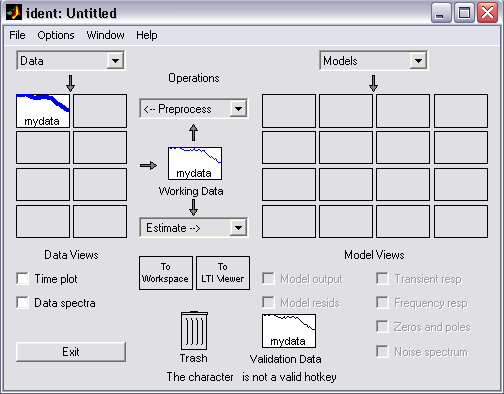 ident: Untitled
File Options Window Help
Data
Models
Operations
<-- Preprocess
mydata
mydata
Working Data
Estimate -->
Data Views
Model Views
Time plot
Data spectra
To Workspace
To LTI Viewer
Model output
Transient resp
Model resids
Frequency resp
Zeros and poles
Noise spectrum
mydata
Exit
Trash
Validation Data
The character is not a valid hotkey